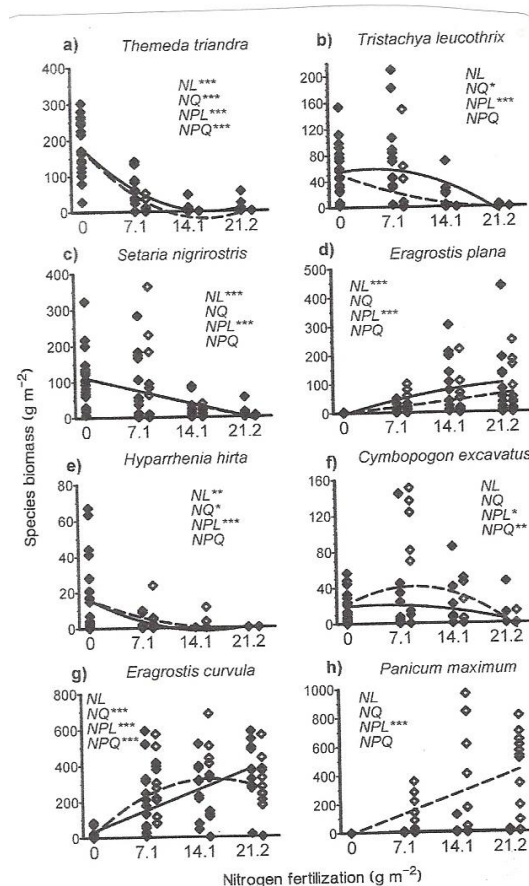 a) Themeda triandra
400
300
200
100
0
NL***
NQ***
NPL***
NPQ***
0 7.1 14.1 21.2
b) Tristachya leucothrix
200
160
120
80
40
0
NL
NQ*
NPL***
NPQ
0 7.1 14.1 21.2
c) Setaria nigrirostris
400
300
200
100
0
NL***
NQ
NPL***
NPQ
0 7.1 14.1 21.2
d) Eragrostis plana
500
400
300
200
100
0
NL***
NQ
NPL***
NPQ
0 7.1 14.1 21.2
Species biomass (g m⁻²)
e) Hyparrhenia hirta
80
60
40
20
0
NL**
NQ*
NPL***
NPQ
0 7.1 14.1 21.2
f) Cymbopogon excavatus
160
120
80
40
0
NL
NQ
NPL*
NPQ**
0 7.1 14.1 21.2
g) Eragrostis curvula
800
600
400
200
0
NL
NQ***
NPL***
NPQ***
0 7.1 14.1 21.2
h) Panicum maximum
1000
800
600
400
200
0
NL
NQ
NPL***
NPQ
0 7.1 14.1 21.2
Nitrogen fertilization (g m⁻²)